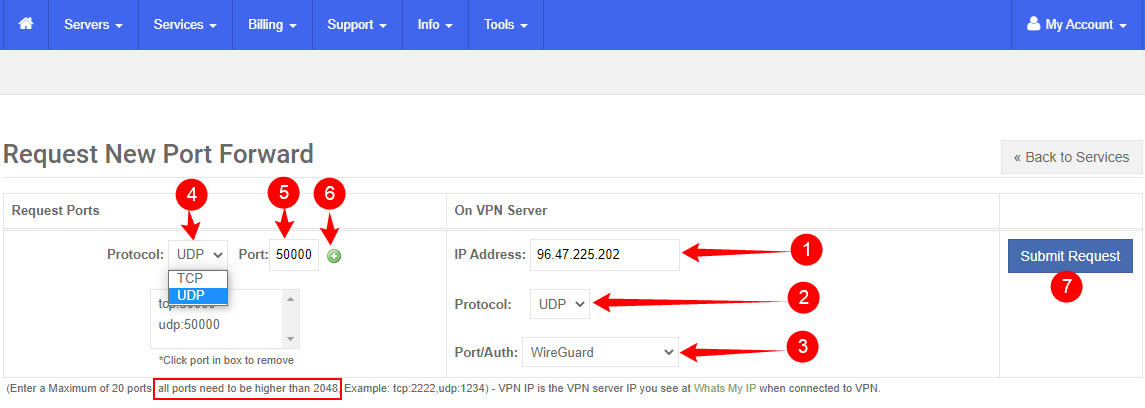 Servers Services Billing Support Info Tools My Account
Request New Port Forward
« Back to Services
4 5 6
Request Ports On VPN Server
Protocol: UDP Port: 50000 IP Address: 96.47.225.202 1 Submit Request
TCP
UDP
7
tcp:50000 Protocol: UDP 2
udp:50000
*Click port in box to remove Port/Auth: WireGuard 3
(Enter a Maximum of 20 ports, all ports need to be higher than 2048, Example: tcp:2222,udp:1234) - VPN IP is the VPN server IP you see at Whats My IP when connected to VPN.